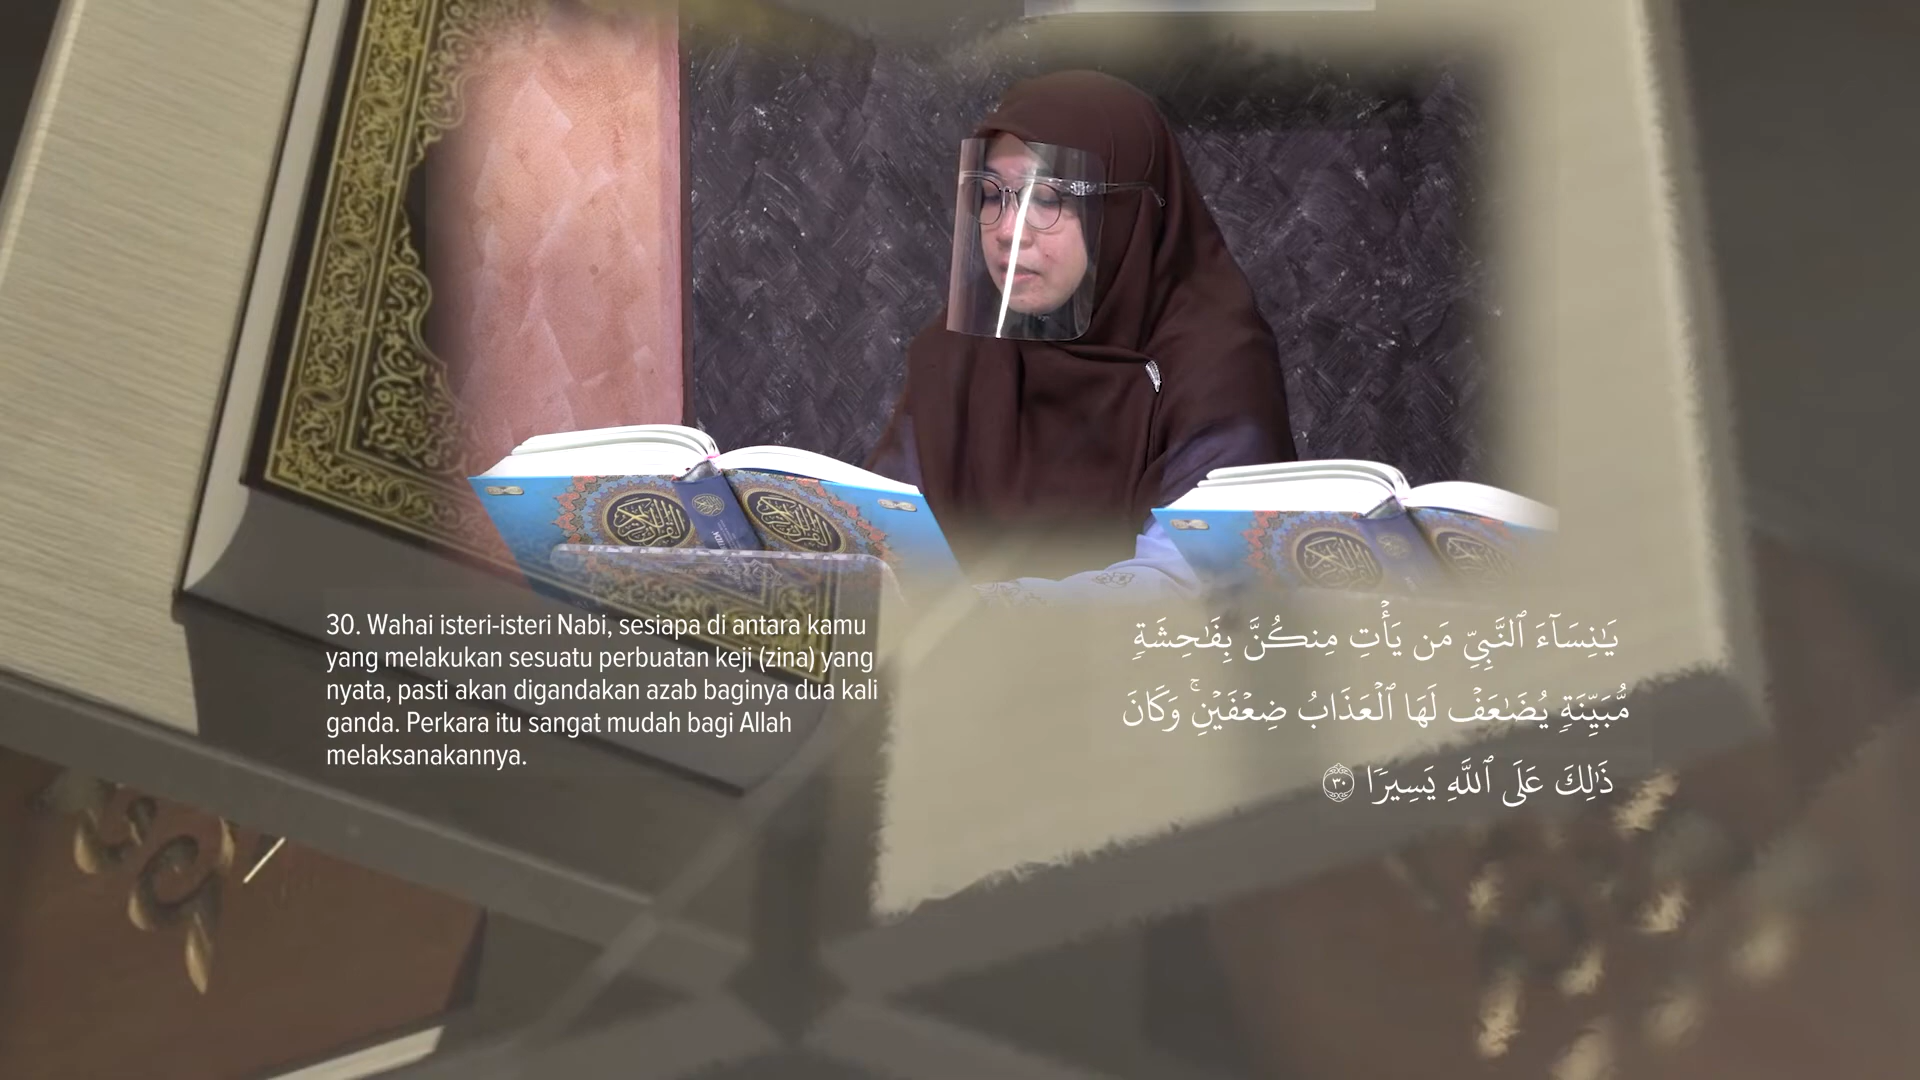 30. Wahai isteri-isteri Nabi, sesiapa di antara kamu
yang melakukan sesuatu perbuatan keji (zina) yang
nyata, pasti akan digandakan azab baginya dua kali
ganda. Perkara itu sangat mudah bagi Allah
melaksanakannya.
يَـٰنِسَآءَ ٱلنَّبِيِّ مَن يَأۡتِ مِنكُنَّ بِفَـٰحِشَةٖ
مُّبَيِّنَةٖ يُضَـٰعَفۡ لَهَا ٱلۡعَذَابُ ضِعۡفَيۡنِۚ وَكَانَ
ذَٰلِكَ عَلَى ٱللَّهِ يَسِيرٗا ٣٠